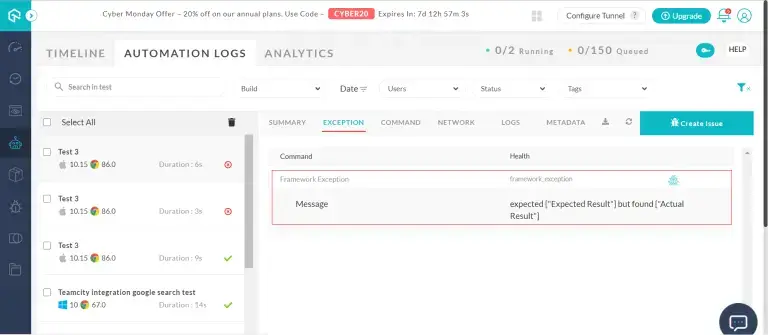 Cyber Monday Offer – 20% off on our annual plans. Use Code – CYBER20 Expires In: 7d 12h 57m 3s
Configure Tunnel ? Upgrade
TIMELINE AUTOMATION LOGS ANALYTICS 0/2 Running 0/150 Queued HELP
Search in test Build Date Users Status Tags
Select All
SUMMARY EXCEPTION COMMAND NETWORK LOGS METADATA Create Issue
Test 3
10.15 86.0 Duration : 6s
Test 3
10.15 86.0 Duration : 3s
Test 3
10.15 86.0 Duration : 9s
Teamcity integration google search test
10 67.0 Duration : 14s
Command Health
Framework Exception framework_exception
Message expected ["Expected Result"] but found ["Actual
Result"]